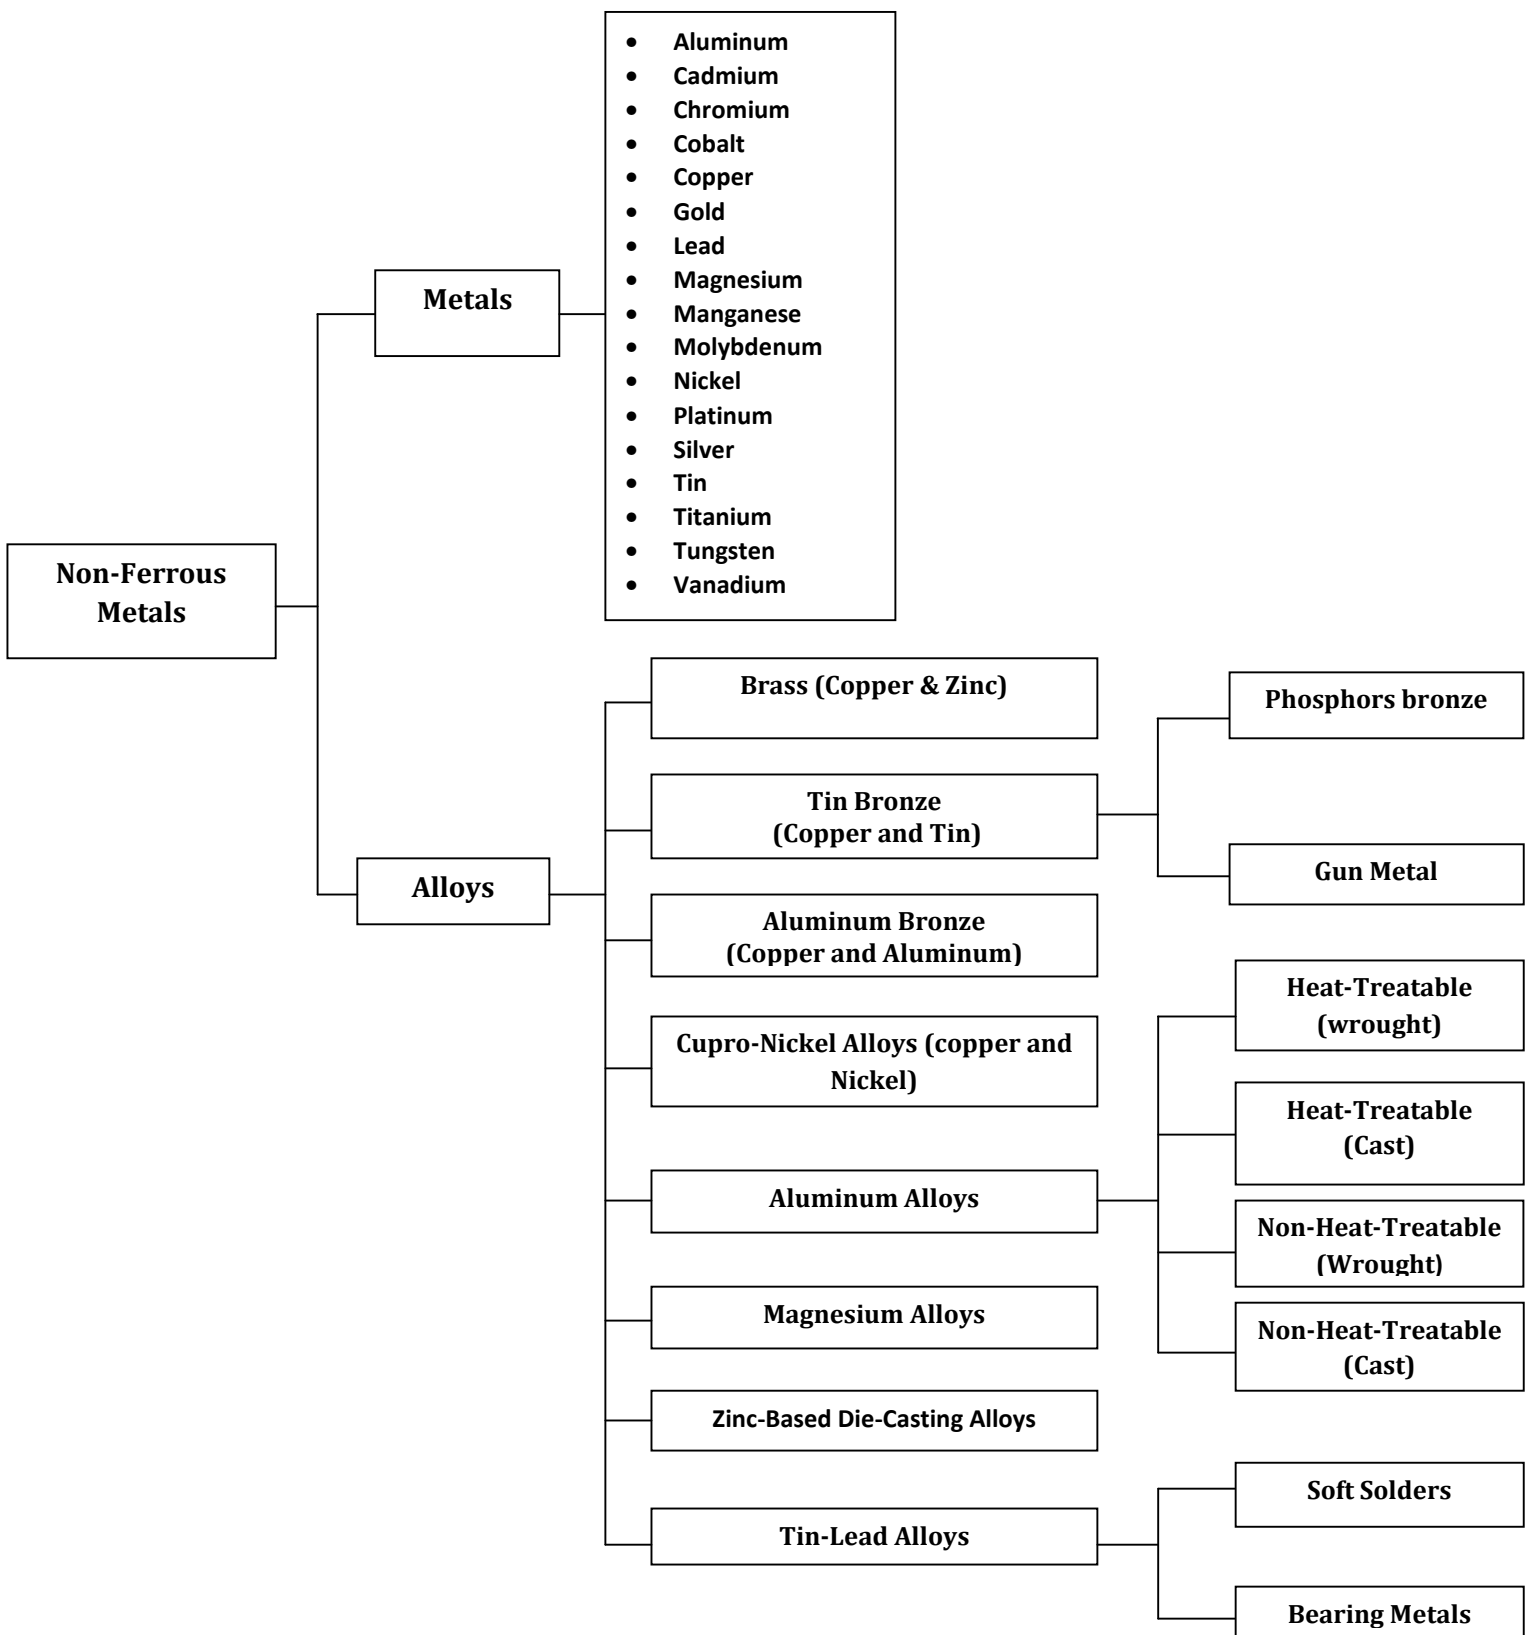 • Aluminum
• Cadmium
• Chromium
• Cobalt
• Copper
• Gold
• Lead
• Magnesium
• Manganese
• Molybdenum
• Nickel
• Platinum
• Silver
• Tin
• Titanium
• Tungsten
• Vanadium
Metals
Non-Ferrous
Metals
Alloys
Brass (Copper & Zinc)
Tin Bronze
(Copper and Tin)
Aluminum Bronze
(Copper and Aluminum)
Cupro-Nickel Alloys (copper and
Nickel)
Aluminum Alloys
Magnesium Alloys
Zinc-Based Die-Casting Alloys
Tin-Lead Alloys
Phosphors bronze
Gun Metal
Heat-Treatable
(wrought)
Heat-Treatable
(Cast)
Non-Heat-Treatable
(Wrought)
Non-Heat-Treatable
(Cast)
Soft Solders
Bearing Metals